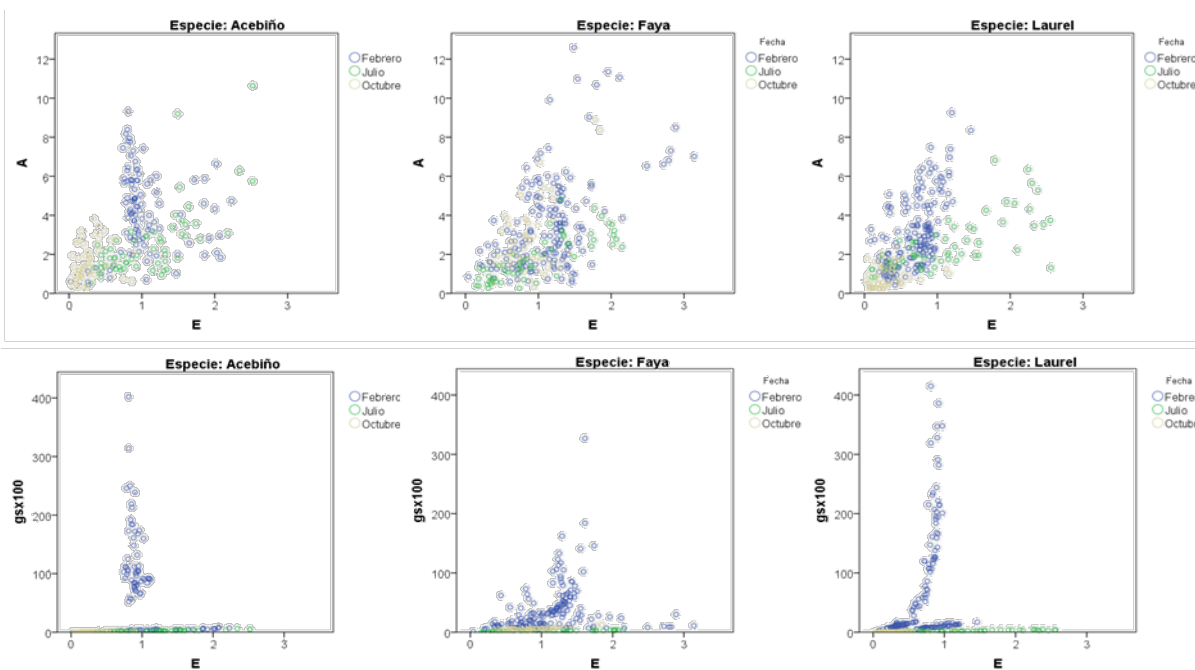 Especie: Acebiño
Febrero
Julio
Octubre
12
10
8
6
4
2
0
A
0 1 2 3
E
Especie: Faya
Fecha
Febrero
Julio
Octubre
12
10
8
6
4
2
0
A
0 1 2 3
E
Especie: Laurel
Fecha
Febrero
Julio
Octubre
12
10
8
6
4
2
0
A
0 1 2 3
E
Especie: Acebiño
Febrerc
Julio
Octubre
400
300
200
100
0
gsx100
0 1 2 3
E
Especie: Faya
Fecha
Febrero
Julio
Octubre
400
300
200
100
0
gsx100
0 1 2 3
E
Especie: Laurel
Fecha
Febre
Julio
Octub
400
300
200
100
0
gsx100
0 1 2 3
E